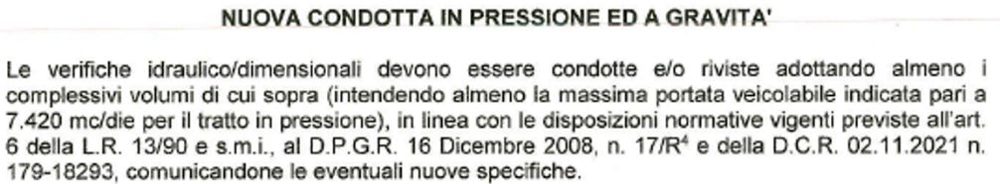 NUOVA CONDOTTA IN PRESSIONE ED A GRAVITA'
Le verifiche idraulico/dimensionali devono essere condotte e/o riviste adottando almeno i
complessivi volumi di cui sopra (intendendo almeno la massima portata veicolabile indicata pari a
7.420 mc/die per il tratto in pressione), in linea con le disposizioni normative vigenti previste all'art.
6 della L.R. 13/90 e s.m.i., al D.P.G.R. 16 Dicembre 2008, n. 17/R⁴ e della D.C.R. 02.11.2021 n.
179-18293, comunicandone le eventuali nuove specifiche.